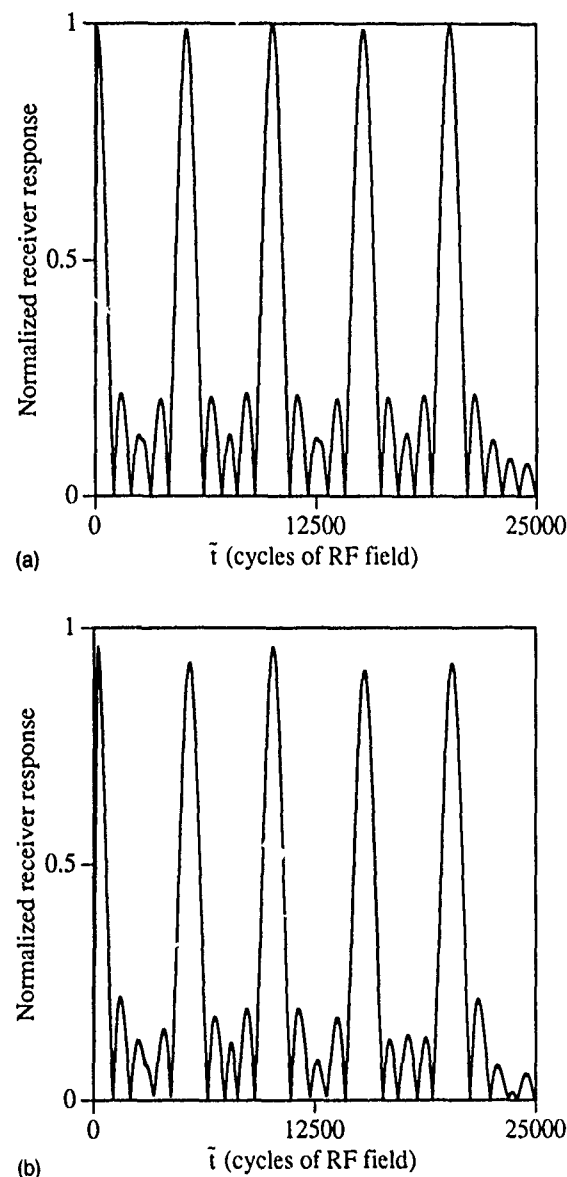 1
0.5
0
Normalized receiver response
0
12500
25000
t̃ (cycles of RF field)
(a)
1
0.5
0
Normalized receiver response
0
12500
25000
t̃ (cycles of RF field)
(b)